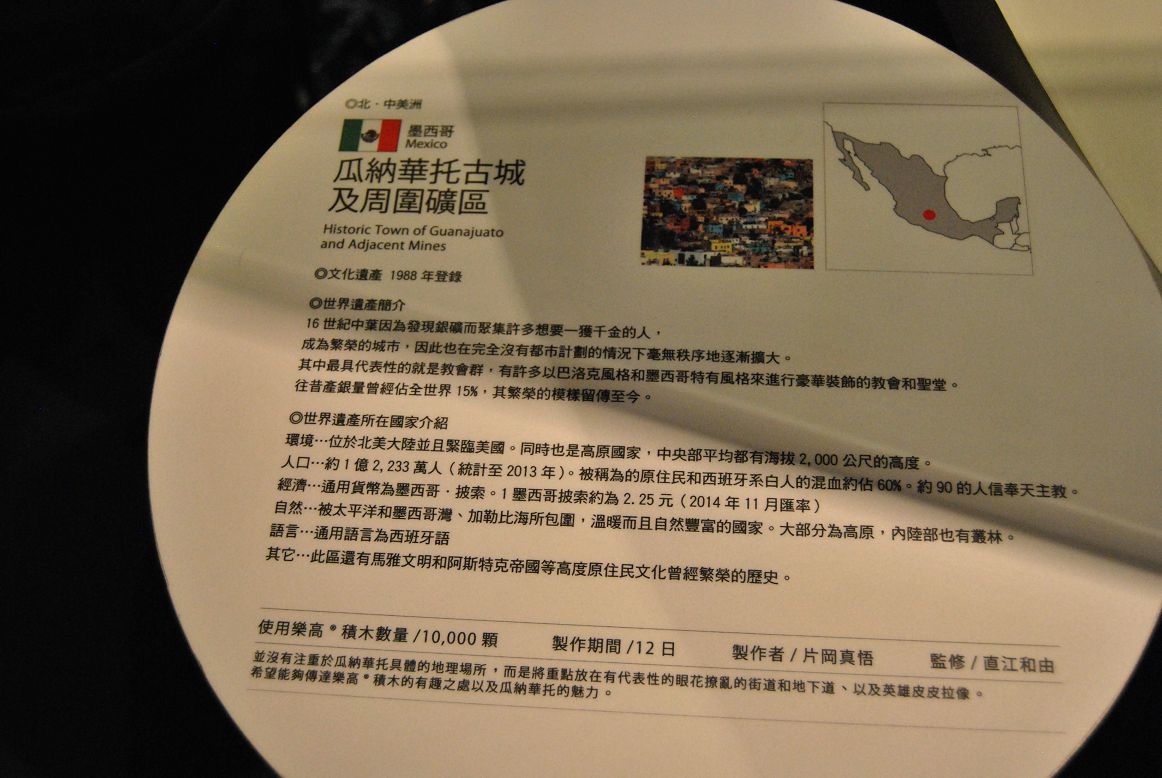 ◎北．中美洲
墨西哥
Mexico
瓜納華托古城
及周圍礦區
Historic Town of Guanajuato
and Adjacent Mines
◎文化遺產 1988 年登錄
◎世界遺產簡介
16 世紀中葉因為發現銀礦而聚集許多想要一獲千金的人，
成為繁榮的城市，因此也在完全沒有都市計劃的情況下毫無秩序地逐漸擴大。
其中最具代表性的就是教會群，有許多以巴洛克風格和墨西哥特有風格來進行豪華裝飾的教會和聖堂。
往昔產銀量曾經佔全世界 15%，其繁榮的模樣留傳至今。
◎世界遺產所在國家介紹
環境…位於北美大陸並且緊臨美國。同時也是高原國家，中央部平均都有海拔 2,000 公尺的高度。
人口…約 1 億 2,233 萬人（統計至 2013 年）。被稱為的原住民和西班牙系白人的混血約佔 60%。約 90 的人信奉天主教。
經濟…通用貨幣為墨西哥．披索。1 墨西哥披索約為 2.25 元（2014 年 11 月匯率）
自然…被太平洋和墨西哥灣、加勒比海所包圍，溫暖而且自然豐富的國家。大部分為高原，內陸部也有叢林。
語言…通用語言為西班牙語
其它…此區還有馬雅文明和阿斯特克帝國等高度原住民文化曾經繁榮的歷史。
使用樂高®積木數量 /10,000 顆 製作期間 /12 日 製作者 / 片岡真悟 監修 / 直江和由
並沒有注重於瓜納華托具體的地理場所，而是將重點放在有代表性的眼花撩亂的街道和地下道、以及英雄皮皮拉像。
希望能夠傳達樂高®積木的有趣之處以及瓜納華托的魅力。